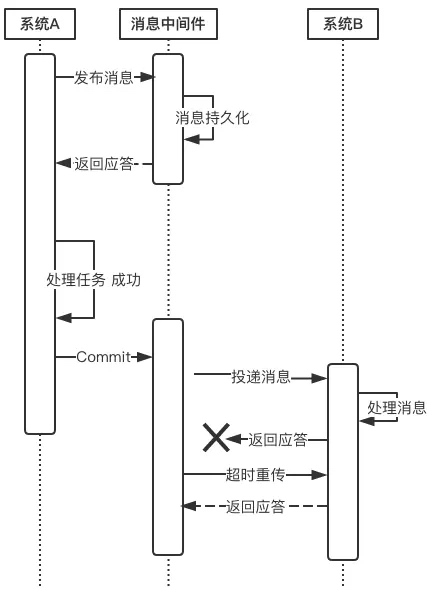 系统A
消息中间件
系统B
发布消息
消息持久化
返回应答
处理任务 成功
Commit
投递消息
处理消息
返回应答
超时重传
返回应答